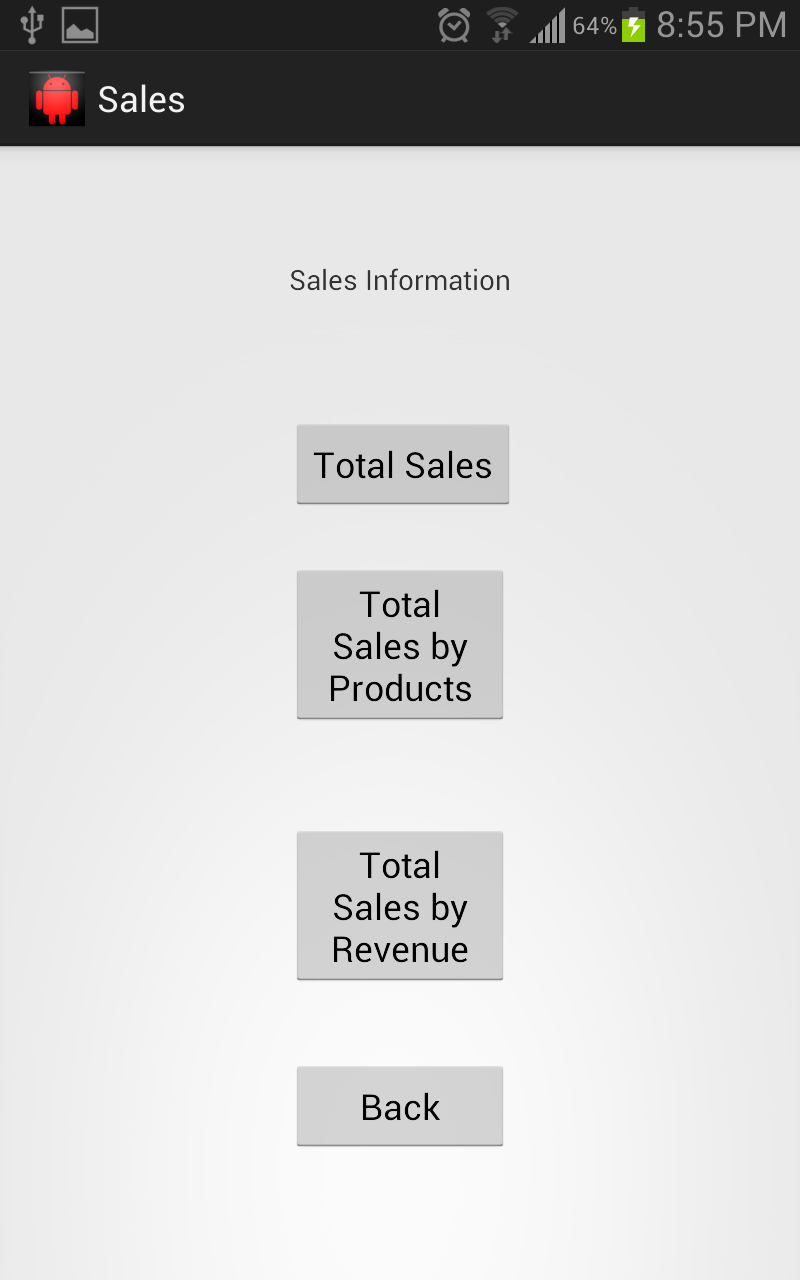 64% 8:55 PM
Sales
Sales Information
Total Sales
Total
Sales by
Products
Total
Sales by
Revenue
Back